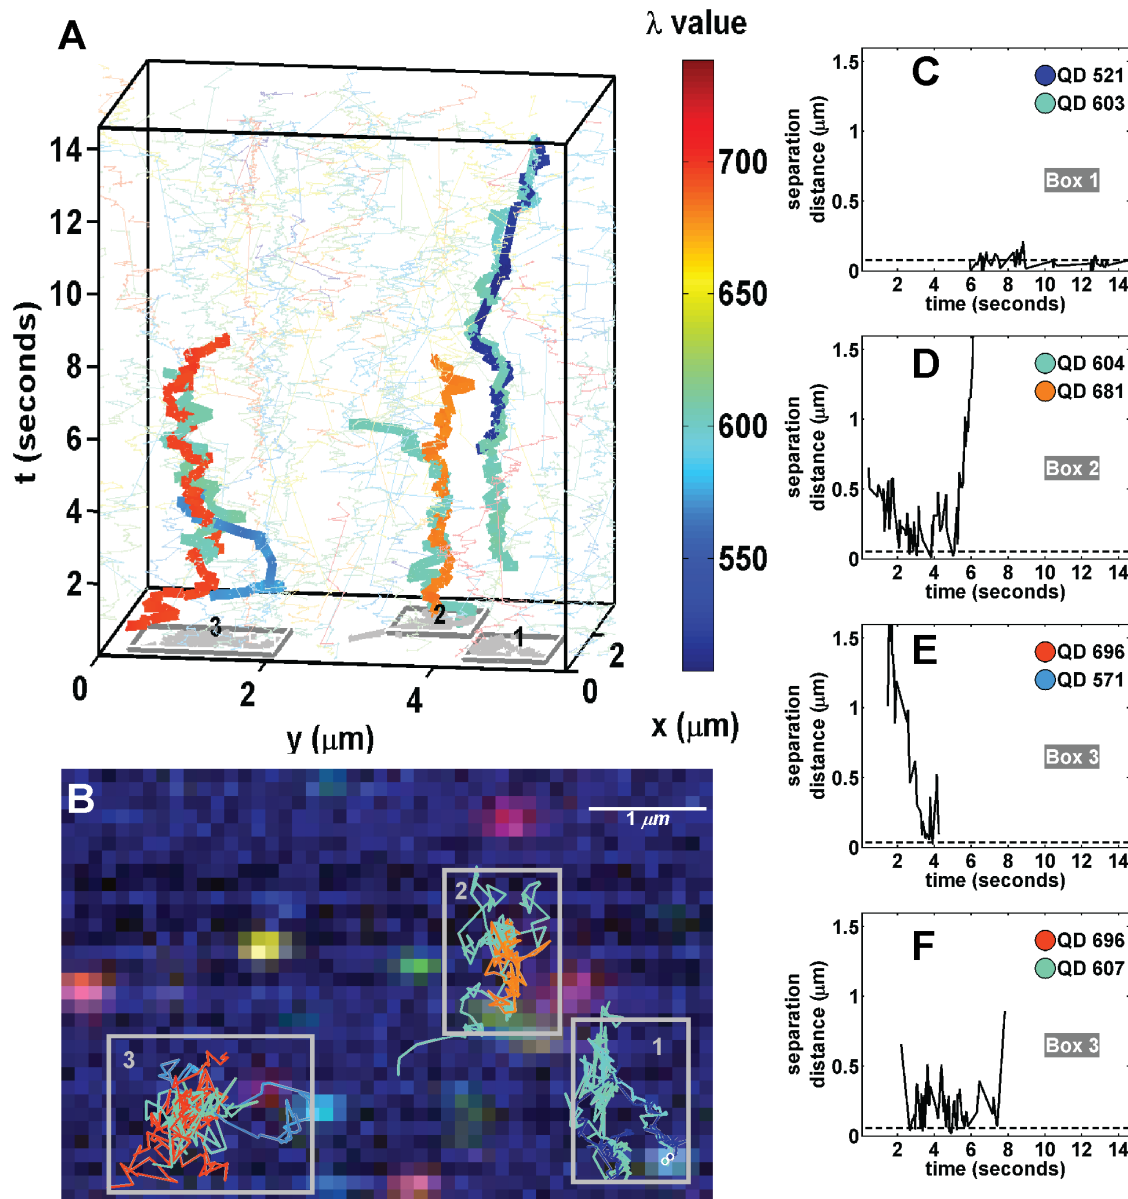 A
λ value
14
12
10
8
6
4
2
t (seconds)
0
2
4
y (μm)
0
2
x (μm)
3
2
1
700
650
600
550
B
1 μm
2
3
1
C
QD 521
QD 603
Box 1
separation
distance (μm)
1.5
1
0.5
0
2 4 6 8 10 12 14
time (seconds)
D
QD 604
QD 681
Box 2
separation
distance (μm)
1.5
1
0.5
0
2 4 6 8 10 12 14
time (seconds)
E
QD 696
QD 571
Box 3
separation
distance (μm)
1.5
1
0.5
0
2 4 6 8 10 12 14
time (seconds)
F
QD 696
QD 607
Box 3
separation
distance (μm)
1.5
1
0.5
0
2 4 6 8 10 12 14
time (seconds)